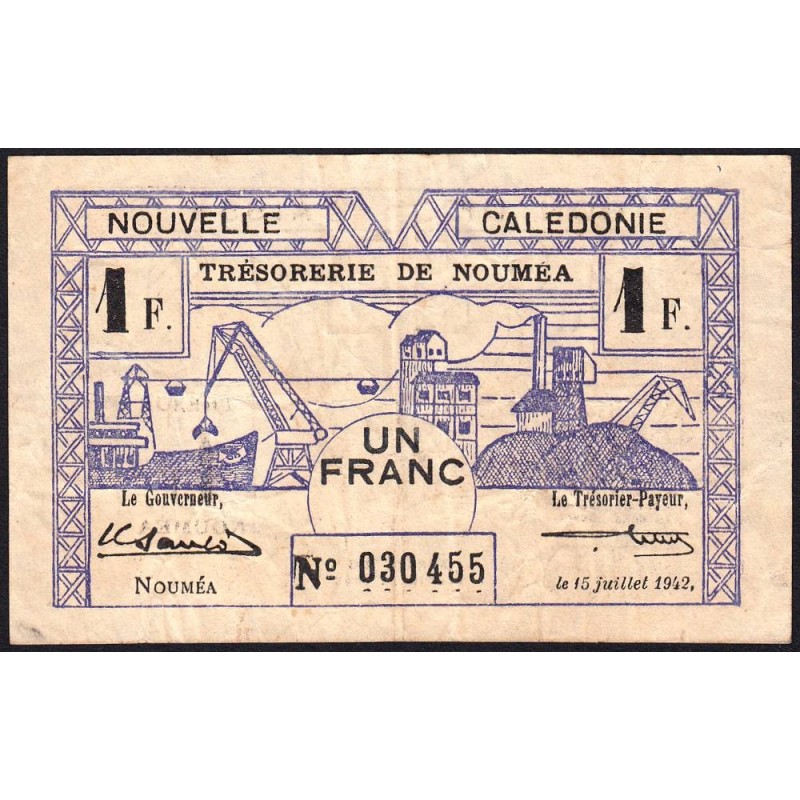 NOUVELLE CALEDONIE
1 F. TRÉSORERIE DE NOUMÉA 1 F.
UN
FRANC
Le Gouverneur, Le Trésorier-Payeur,
NOUMÉA Nº 030455 le 15 juillet 1942,